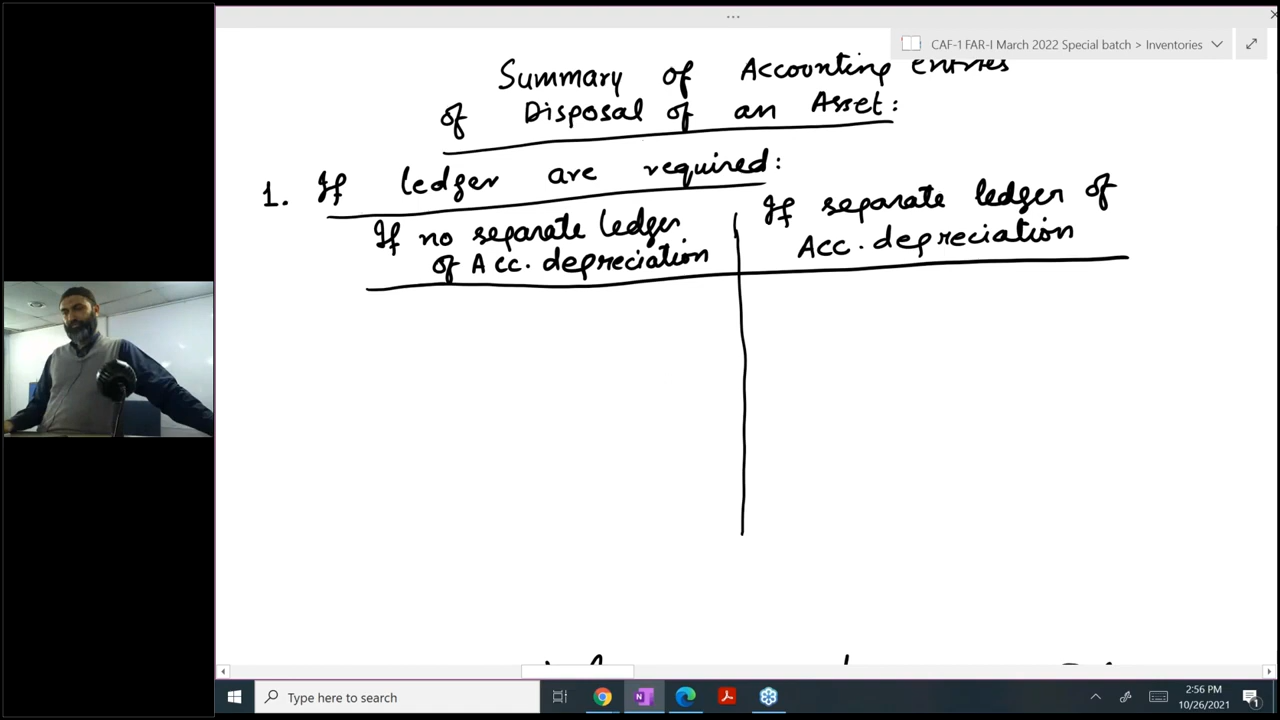 CAF-1 FAR-I March 2022 Special batch > Inventories
Summary of Accounting Entries
of Disposal of an Asset:
1. If ledger are required:
If no separate ledger
of Acc. depreciation
If separate ledger of
Acc. depreciation
Type here to search
2:56 PM
10/26/2021
1